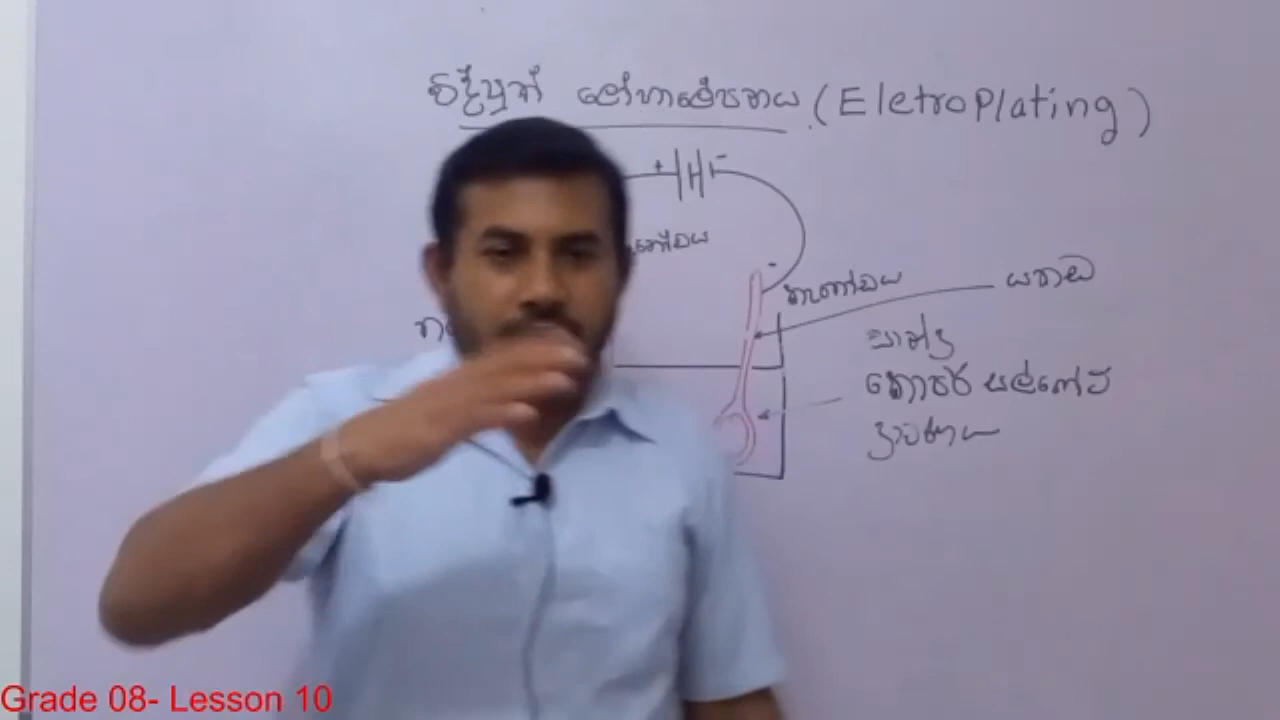 විද්‍යුත් ලෝහාලේපනය (EletroPlating)
+ -
-
කැතෝඩය
යකඩ
සාන්ද්‍ර
කොපර් සල්ෆේට්
ද්‍රාවණය
Grade 08- Lesson 10